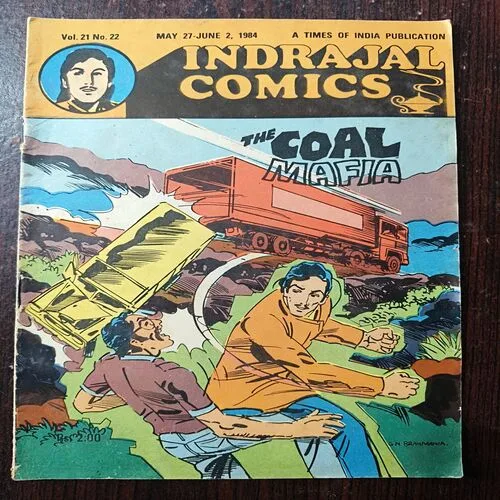 Vol. 21 No. 22 MAY 27-JUNE 2, 1984 A TIMES OF INDIA PUBLICATION
INDRAJAL
COMICS
THE COAL
MAFIA
2.00